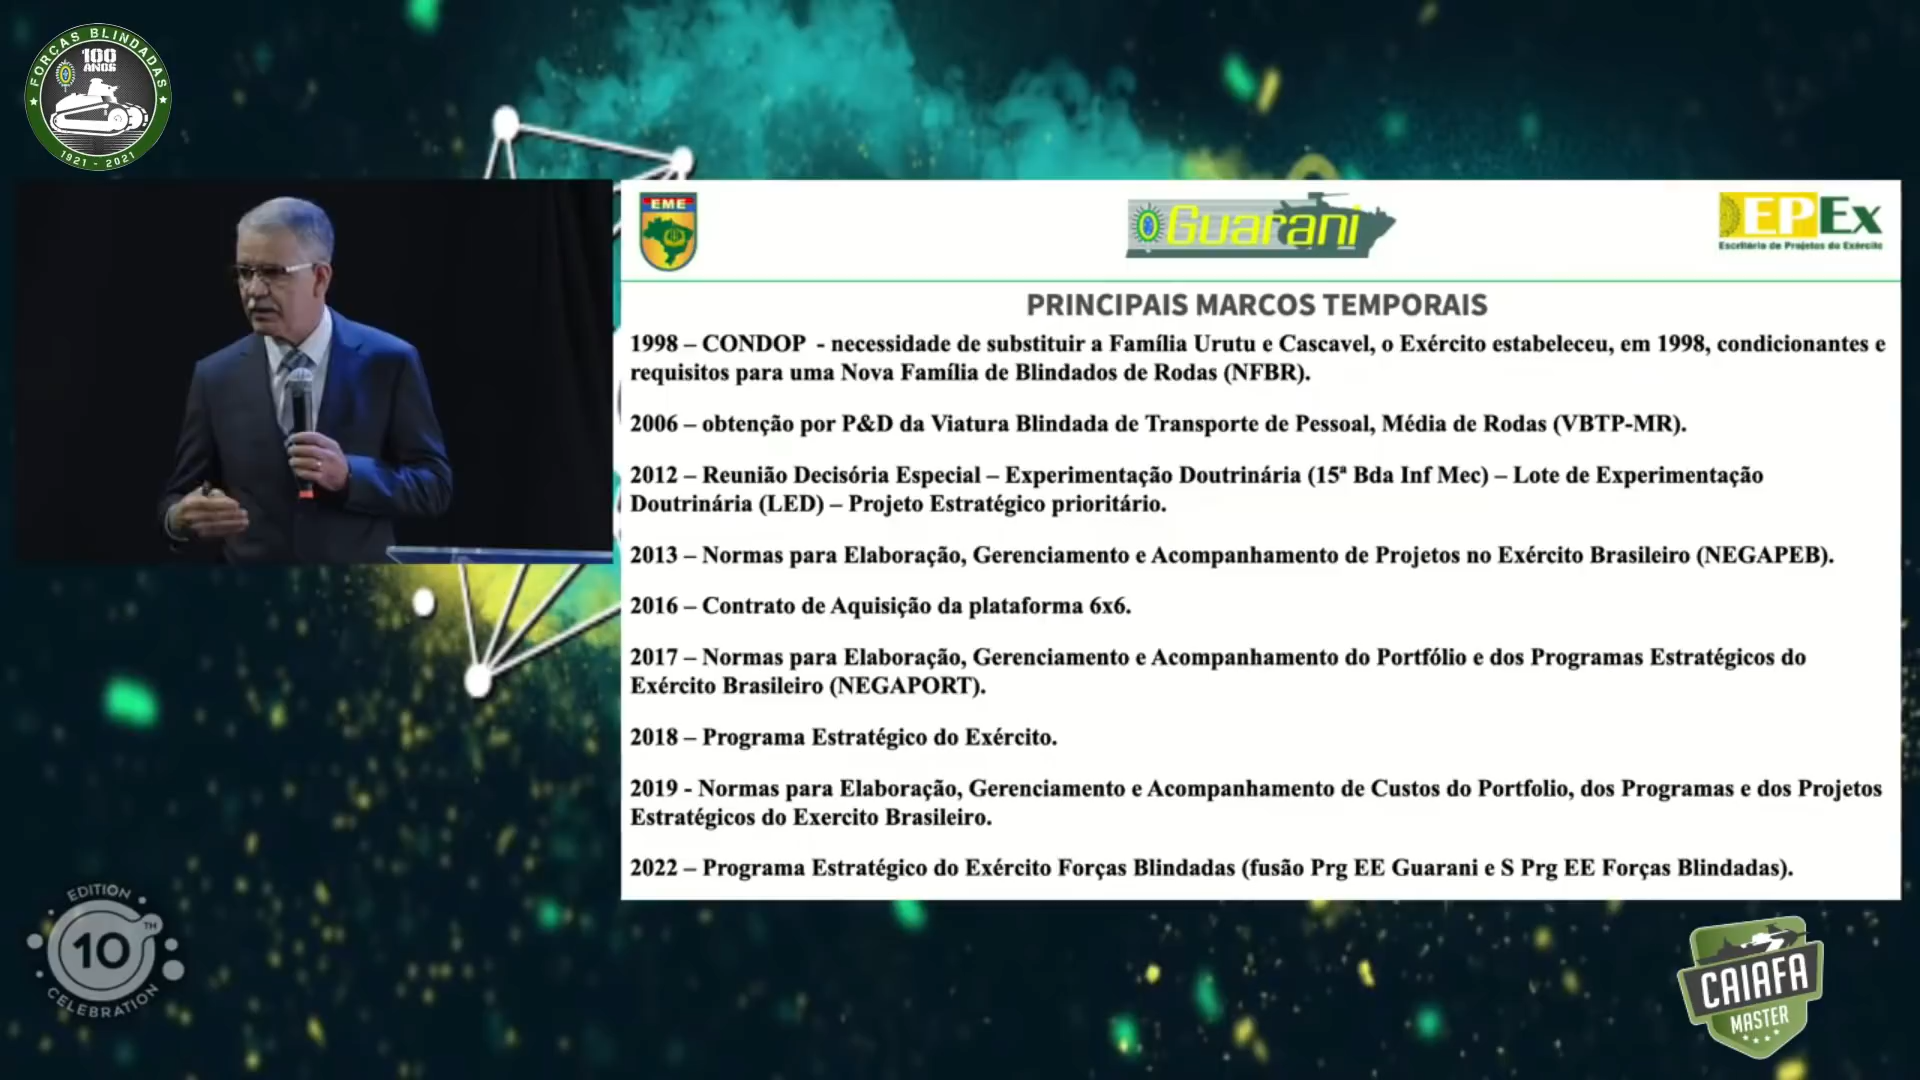 FORÇAS BLINDADAS
100
ANOS
1921 - 2021
EME
Guarani
EPEx
Escritório de Projetos do Exército
PRINCIPAIS MARCOS TEMPORAIS
1998 – CONDOP - necessidade de substituir a Família Urutu e Cascavel, o Exército estabeleceu, em 1998, condicionantes e
requisitos para uma Nova Família de Blindados de Rodas (NFBR).
2006 – obtenção por P&D da Viatura Blindada de Transporte de Pessoal, Média de Rodas (VBTP-MR).
2012 – Reunião Decisória Especial – Experimentação Doutrinária (15ª Bda Inf Mec) – Lote de Experimentação
Doutrinária (LED) – Projeto Estratégico prioritário.
2013 – Normas para Elaboração, Gerenciamento e Acompanhamento de Projetos no Exército Brasileiro (NEGAPEB).
2016 – Contrato de Aquisição da plataforma 6x6.
2017 – Normas para Elaboração, Gerenciamento e Acompanhamento do Portfólio e dos Programas Estratégicos do
Exército Brasileiro (NEGAPORT).
2018 – Programa Estratégico do Exército.
2019 - Normas para Elaboração, Gerenciamento e Acompanhamento de Custos do Portfolio, dos Programas e dos Projetos
Estratégicos do Exercito Brasileiro.
2022 – Programa Estratégico do Exército Forças Blindadas (fusão Prg EE Guarani e S Prg EE Forças Blindadas).
EDITION
10TH
CELEBRATION
CAIAFA
MASTER